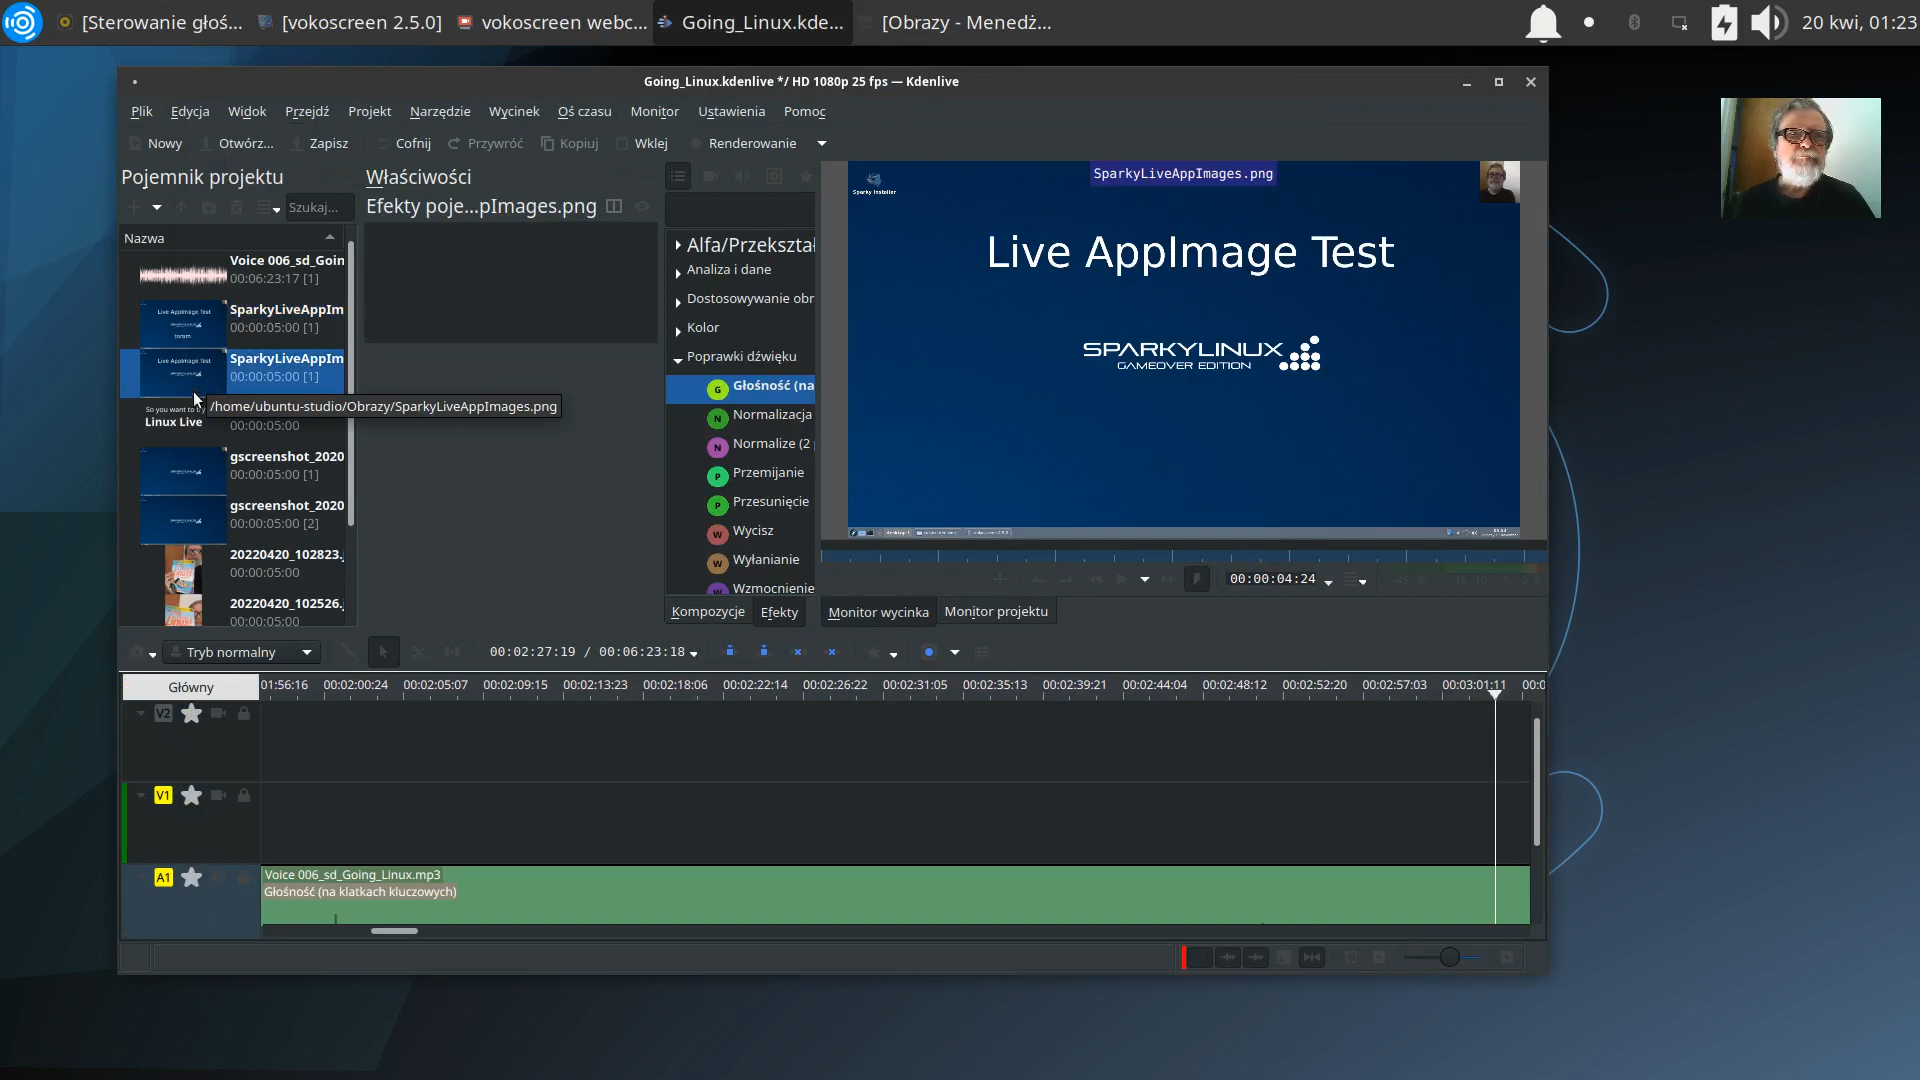 [Sterowanie głoś... [vokoscreen 2.5.0] vokoscreen webc... Going_Linux.kde... [Obrazy - Menedż... 20 kwi, 01:23
Going_Linux.kdenlive */ HD 1080p 25 fps — Kdenlive
Plik Edycja Widok Przejdź Projekt Narzędzie Wycinek Oś czasu Monitor Ustawienia Pomoc
Nowy Otwórz... Zapisz Cofnij Przywróć Kopiuj Wklej Renderowanie
Pojemnik projektu
Szukaj...
Nazwa
Voice 006_sd_Goin
00:06:23:17 [1]
SparkyLiveAppIm
00:00:05:00 [1]
SparkyLiveAppIm
00:00:05:00 [1]
/home/ubuntu-studio/Obrazy/SparkyLiveAppImages.png
So you want to try
Linux Live
00:00:05:00
gscreenshot_2020
00:00:05:00 [1]
gscreenshot_2020
00:00:05:00 [2]
20220420_102823.j
00:00:05:00
20220420_102526.j
00:00:05:00
Właściwości
Efekty poje...pImages.png
Alfa/Przekształ
Analiza i dane
Dostosowywanie obr
Kolor
Poprawki dźwięku
G Głośność (na
N Normalizacja
N Normalize (2
P Przemijanie
P Przesunięcie
W Wycisz
W Wyłanianie
W Wzmocnienie
Kompozycje Efekty
SparkyLiveAppImages.png
Sparky Installer
Live AppImage Test
SPARKYLINUX
GAMEOVER EDITION
00:00:04:24
Monitor wycinka Monitor projektu
Tryb normalny 00:02:27:19 / 00:06:23:18
Główny 01:56:16 00:02:00:24 00:02:05:07 00:02:09:15 00:02:13:23 00:02:18:06 00:02:22:14 00:02:26:22 00:02:31:05 00:02:35:13 00:02:39:21 00:02:44:04 00:02:48:12 00:02:52:20 00:02:57:03 00:03:01:11 00:0
V2
V1
A1
Voice 006_sd_Going_Linux.mp3
Głośność (na klatkach kluczowych)